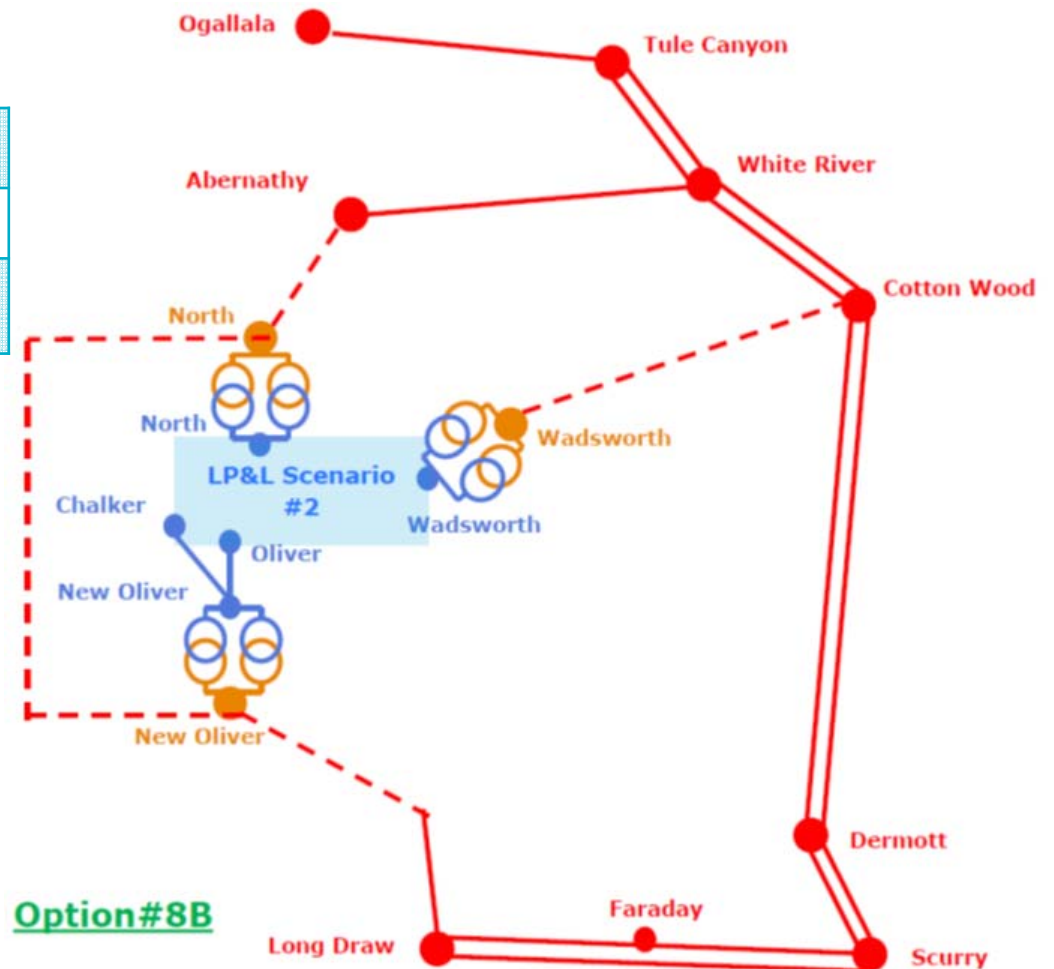 Ogallala
Tule Canyon
White River
Abernathy
Cotton Wood
North
North
Wadsworth
LP&L Scenario
#2
Chalker
Wadsworth
Oliver
New Oliver
New Oliver
Dermott
Option#8B
Faraday
Long Draw
Scurry